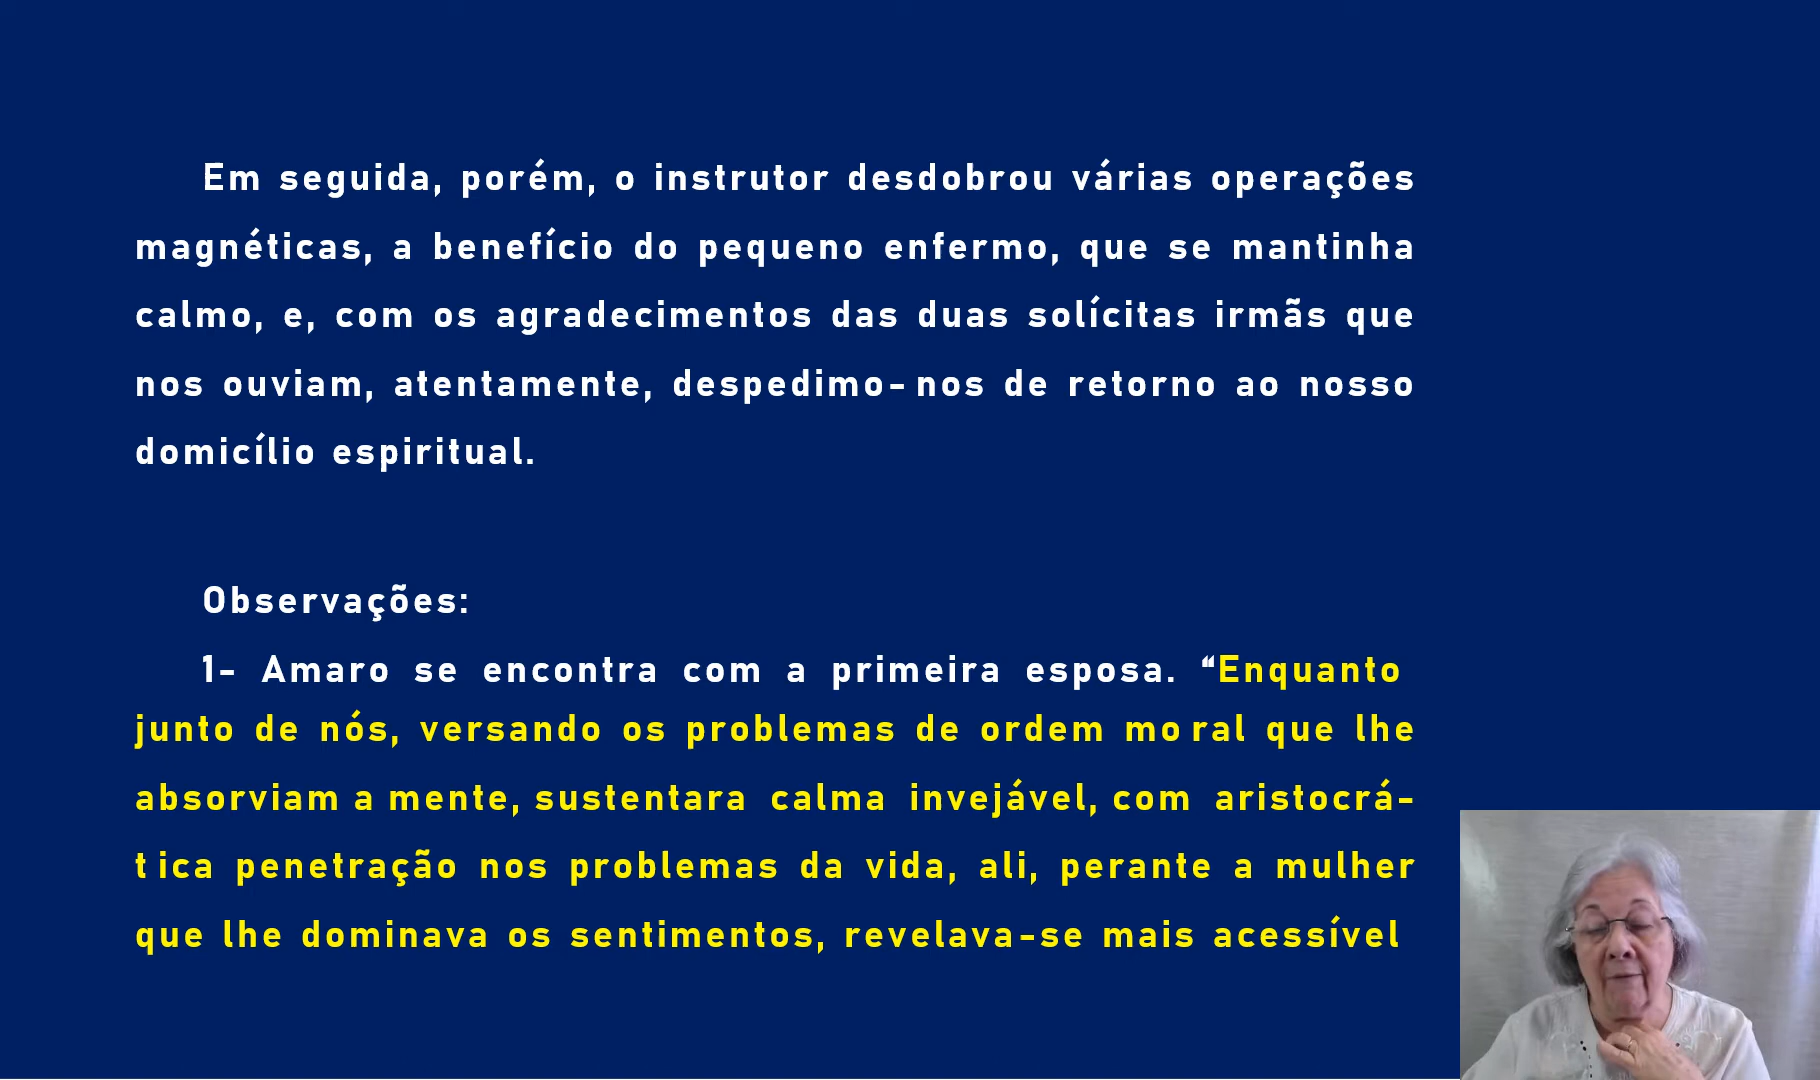 Em seguida, porém, o instrutor desdobrou várias operações
magnéticas, a benefício do pequeno enfermo, que se mantinha
calmo, e, com os agradecimentos das duas solícitas irmãs que
nos ouviam, atentamente, despedimo-nos de retorno ao nosso
domicílio espiritual.
Observações:
1- Amaro se encontra com a primeira esposa. “Enquanto
junto de nós, versando os problemas de ordem moral que lhe
absorviam a mente, sustentara calma invejável, com aristocrá-
tica penetração nos problemas da vida, ali, perante a mulher
que lhe dominava os sentimentos, revelava-se mais acessível